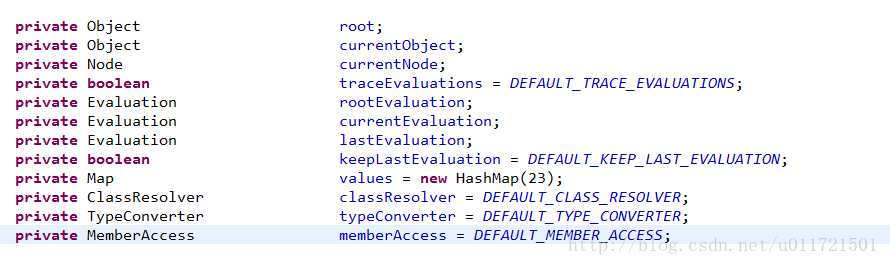 private Object root;
private Object currentObject;
private Node currentNode;
private boolean traceEvaluations = DEFAULT_TRACE_EVALUATIONS;
private Evaluation rootEvaluation;
private Evaluation currentEvaluation;
private Evaluation lastEvaluation;
private boolean keepLastEvaluation = DEFAULT_KEEP_LAST_EVALUATION;
private Map values = new HashMap(23);
private ClassResolver classResolver = DEFAULT_CLASS_RESOLVER;
private TypeConverter typeConverter = DEFAULT_TYPE_CONVERTER;
private MemberAccess memberAccess = DEFAULT_MEMBER_ACCESS;
http://blog.csdn.net/u011721501